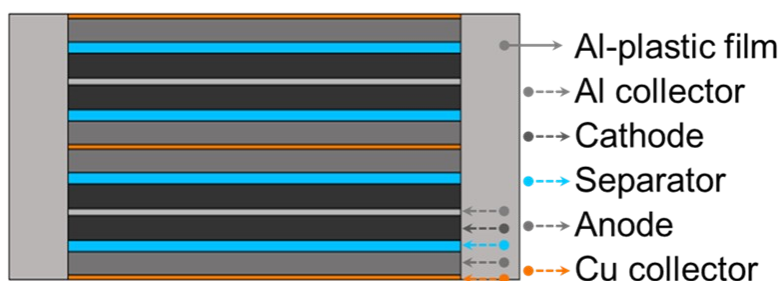 Al-plastic film
Al collector
Cathode
Separator
Anode
Cu collector